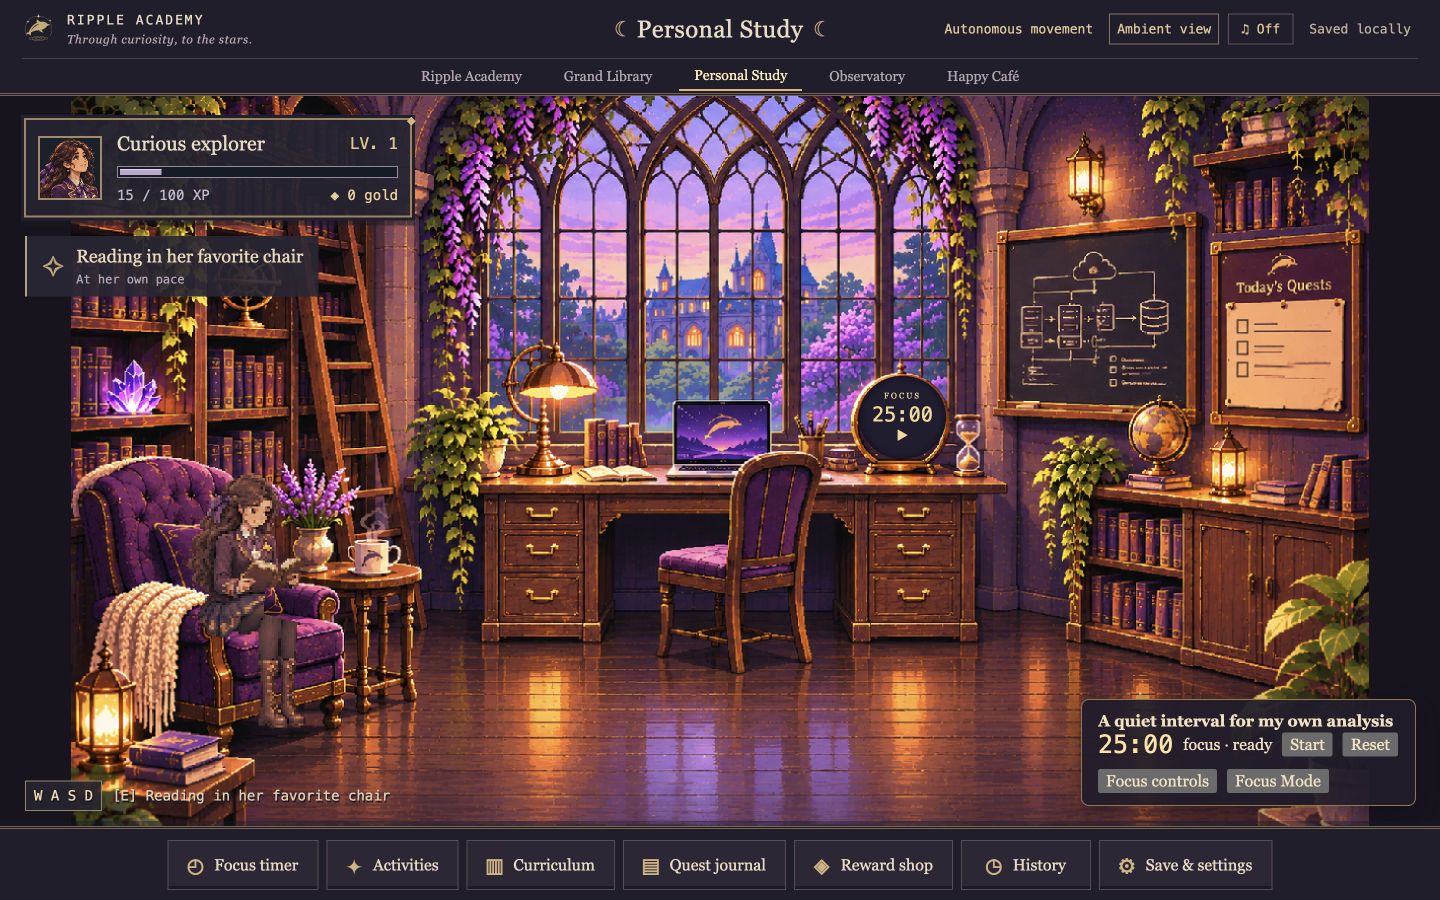 RIPPLE ACADEMY
Through curiosity, to the stars.
☾ Personal Study ☾
Autonomous movement
Ambient view
♫ Off
Saved locally
Ripple Academy
Grand Library
Personal Study
Observatory
Happy Café
Curious explorer
LV. 1
15 / 100 XP
◆ 0 gold
Reading in her favorite chair
At her own pace
Today's Quests
FOCUS
25:00
A quiet interval for my own analysis
25:00 focus · ready Start Reset
Focus controls Focus Mode
W A S D [E] Reading in her favorite chair
Focus timer
Activities
Curriculum
Quest journal
Reward shop
History
Save & settings